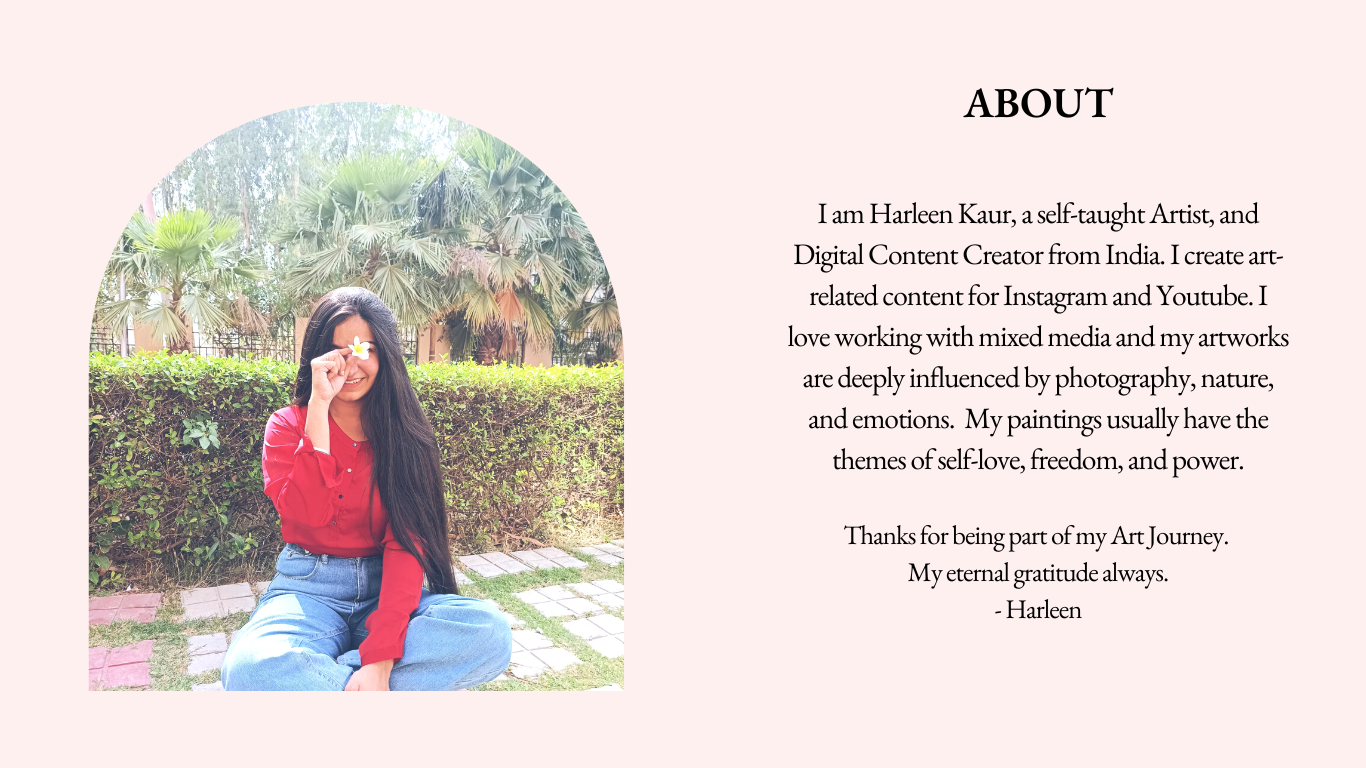 ABOUT
I am Harleen Kaur, a self-taught Artist, and
Digital Content Creator from India. I create art-
related content for Instagram and Youtube. I
love working with mixed media and my artworks
are deeply influenced by photography, nature,
and emotions.  My paintings usually have the
themes of self-love, freedom, and power.
Thanks for being part of my Art Journey.
My eternal gratitude always.
- Harleen